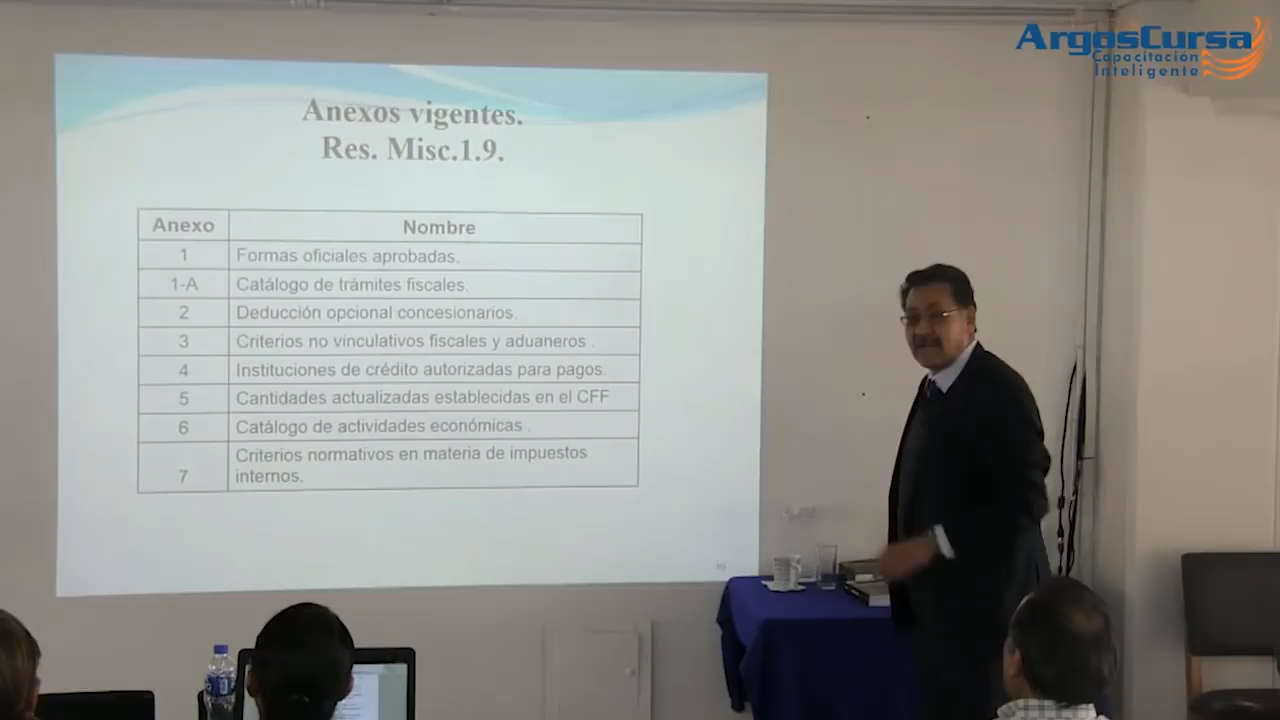 ArgosCursa
Capacitación
Inteligente
Anexos vigentes.
Res. Misc.1.9.
Anexo Nombre
1 Formas oficiales aprobadas.
1-A Catálogo de trámites fiscales.
2 Deducción opcional concesionarios.
3 Criterios no vinculativos fiscales y aduaneros .
4 Instituciones de crédito autorizadas para pagos.
5 Cantidades actualizadas establecidas en el CFF
6 Catálogo de actividades económicas .
7 Criterios normativos en materia de impuestos
internos.